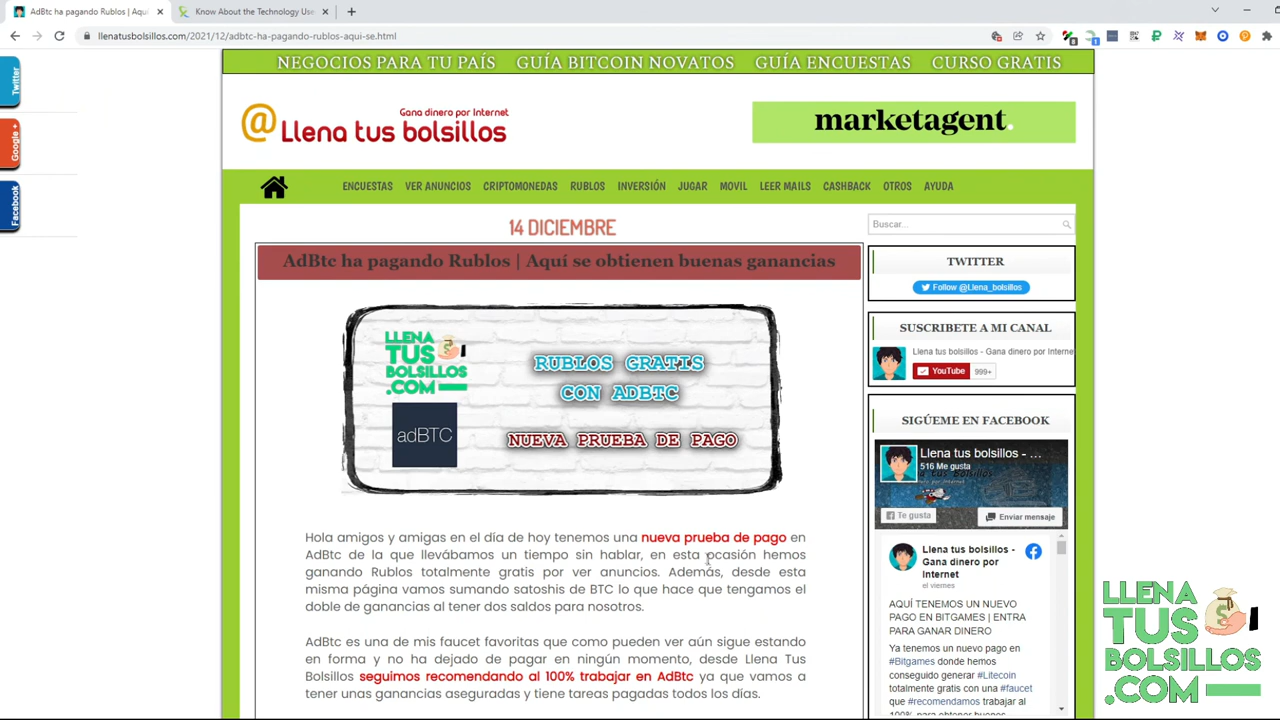 AdBtc ha pagando Rublos | Aquí
Know About the Technology Use
llenatusbolsillos.com/2021/12/adbtc-ha-pagando-rublos-aqui-se.html
Twitter
Google +
Facebook
NEGOCIOS PARA TU PAÍS GUÍA BITCOIN NOVATOS GUÍA ENCUESTAS CURSO GRATIS
Gana dinero por Internet
@Llena tus bolsillos
marketagent.
ENCUESTAS VER ANUNCIOS CRIPTOMONEDAS RUBLOS INVERSIÓN JUGAR MOVIL LEER MAILS CASHBACK OTROS AYUDA
14 DICIEMBRE
AdBtc ha pagando Rublos | Aquí se obtienen buenas ganancias
LLENA
TUS
BOLSILLOS
.COM
adBTC
RUBLOS GRATIS
CON ADBTC
NUEVA PRUEBA DE PAGO
Hola amigos y amigas en el día de hoy tenemos una nueva prueba de pago en
AdBtc de la que llevábamos un tiempo sin hablar, en esta ocasión hemos
ganando Rublos totalmente gratis por ver anuncios. Además, desde esta
misma página vamos sumando satoshis de BTC lo que hace que tengamos el
doble de ganancias al tener dos saldos para nosotros.
AdBtc es una de mis faucet favoritas que como pueden ver aún sigue estando
en forma y no ha dejado de pagar en ningún momento, desde Llena Tus
Bolsillos seguimos recomendando al 100% trabajar en AdBtc ya que vamos a
tener unas ganancias aseguradas y tiene tareas pagadas todos los días.
Buscar...
TWITTER
Follow @Llena_bolsillos
SUSCRIBETE A MI CANAL
Llena tus bolsillos - Gana dinero por Interne
YouTube 999+
SIGÚEME EN FACEBOOK
Llena tus bolsillos - ...
516 Me gusta
Te gusta
Enviar mensaje
Llena tus bolsillos -
Gana dinero por
Internet
el viernes
AQUÍ TENEMOS UN NUEVO
PAGO EN BITGAMES | ENTRA
PARA GANAR DINERO
Ya tenemos un nuevo pago en
#Bitgames donde hemos
conseguido generar #Litecoin
totalmente gratis con una #faucet
que #recomendamos trabajar al
100% para obtener buenos
LLENA
TUS
BOLSILLOS
.COM